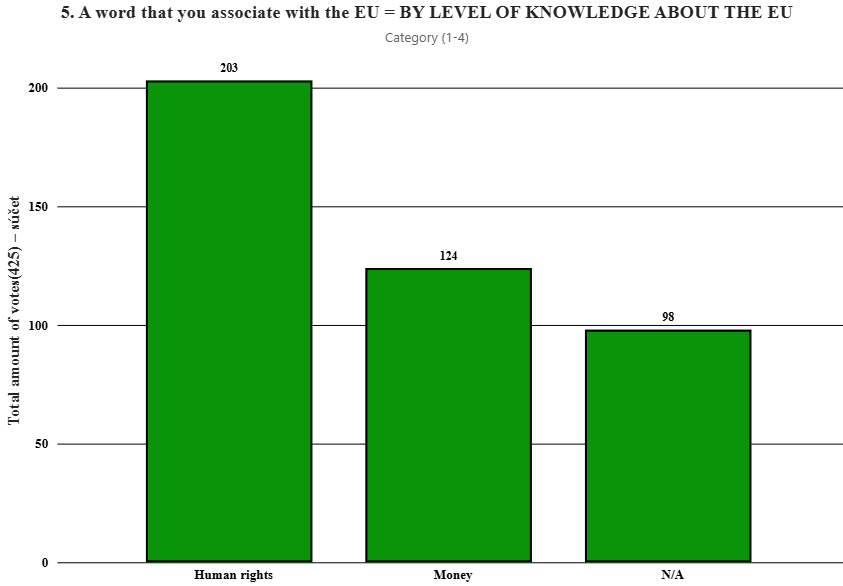 5. A word that you associate with the EU = BY LEVEL OF KNOWLEDGE ABOUT THE EU
Category (1-4)
Total amount of votes(425) – súčet
200
150
100
50
0
203
124
98
Human rights
Money
N/A